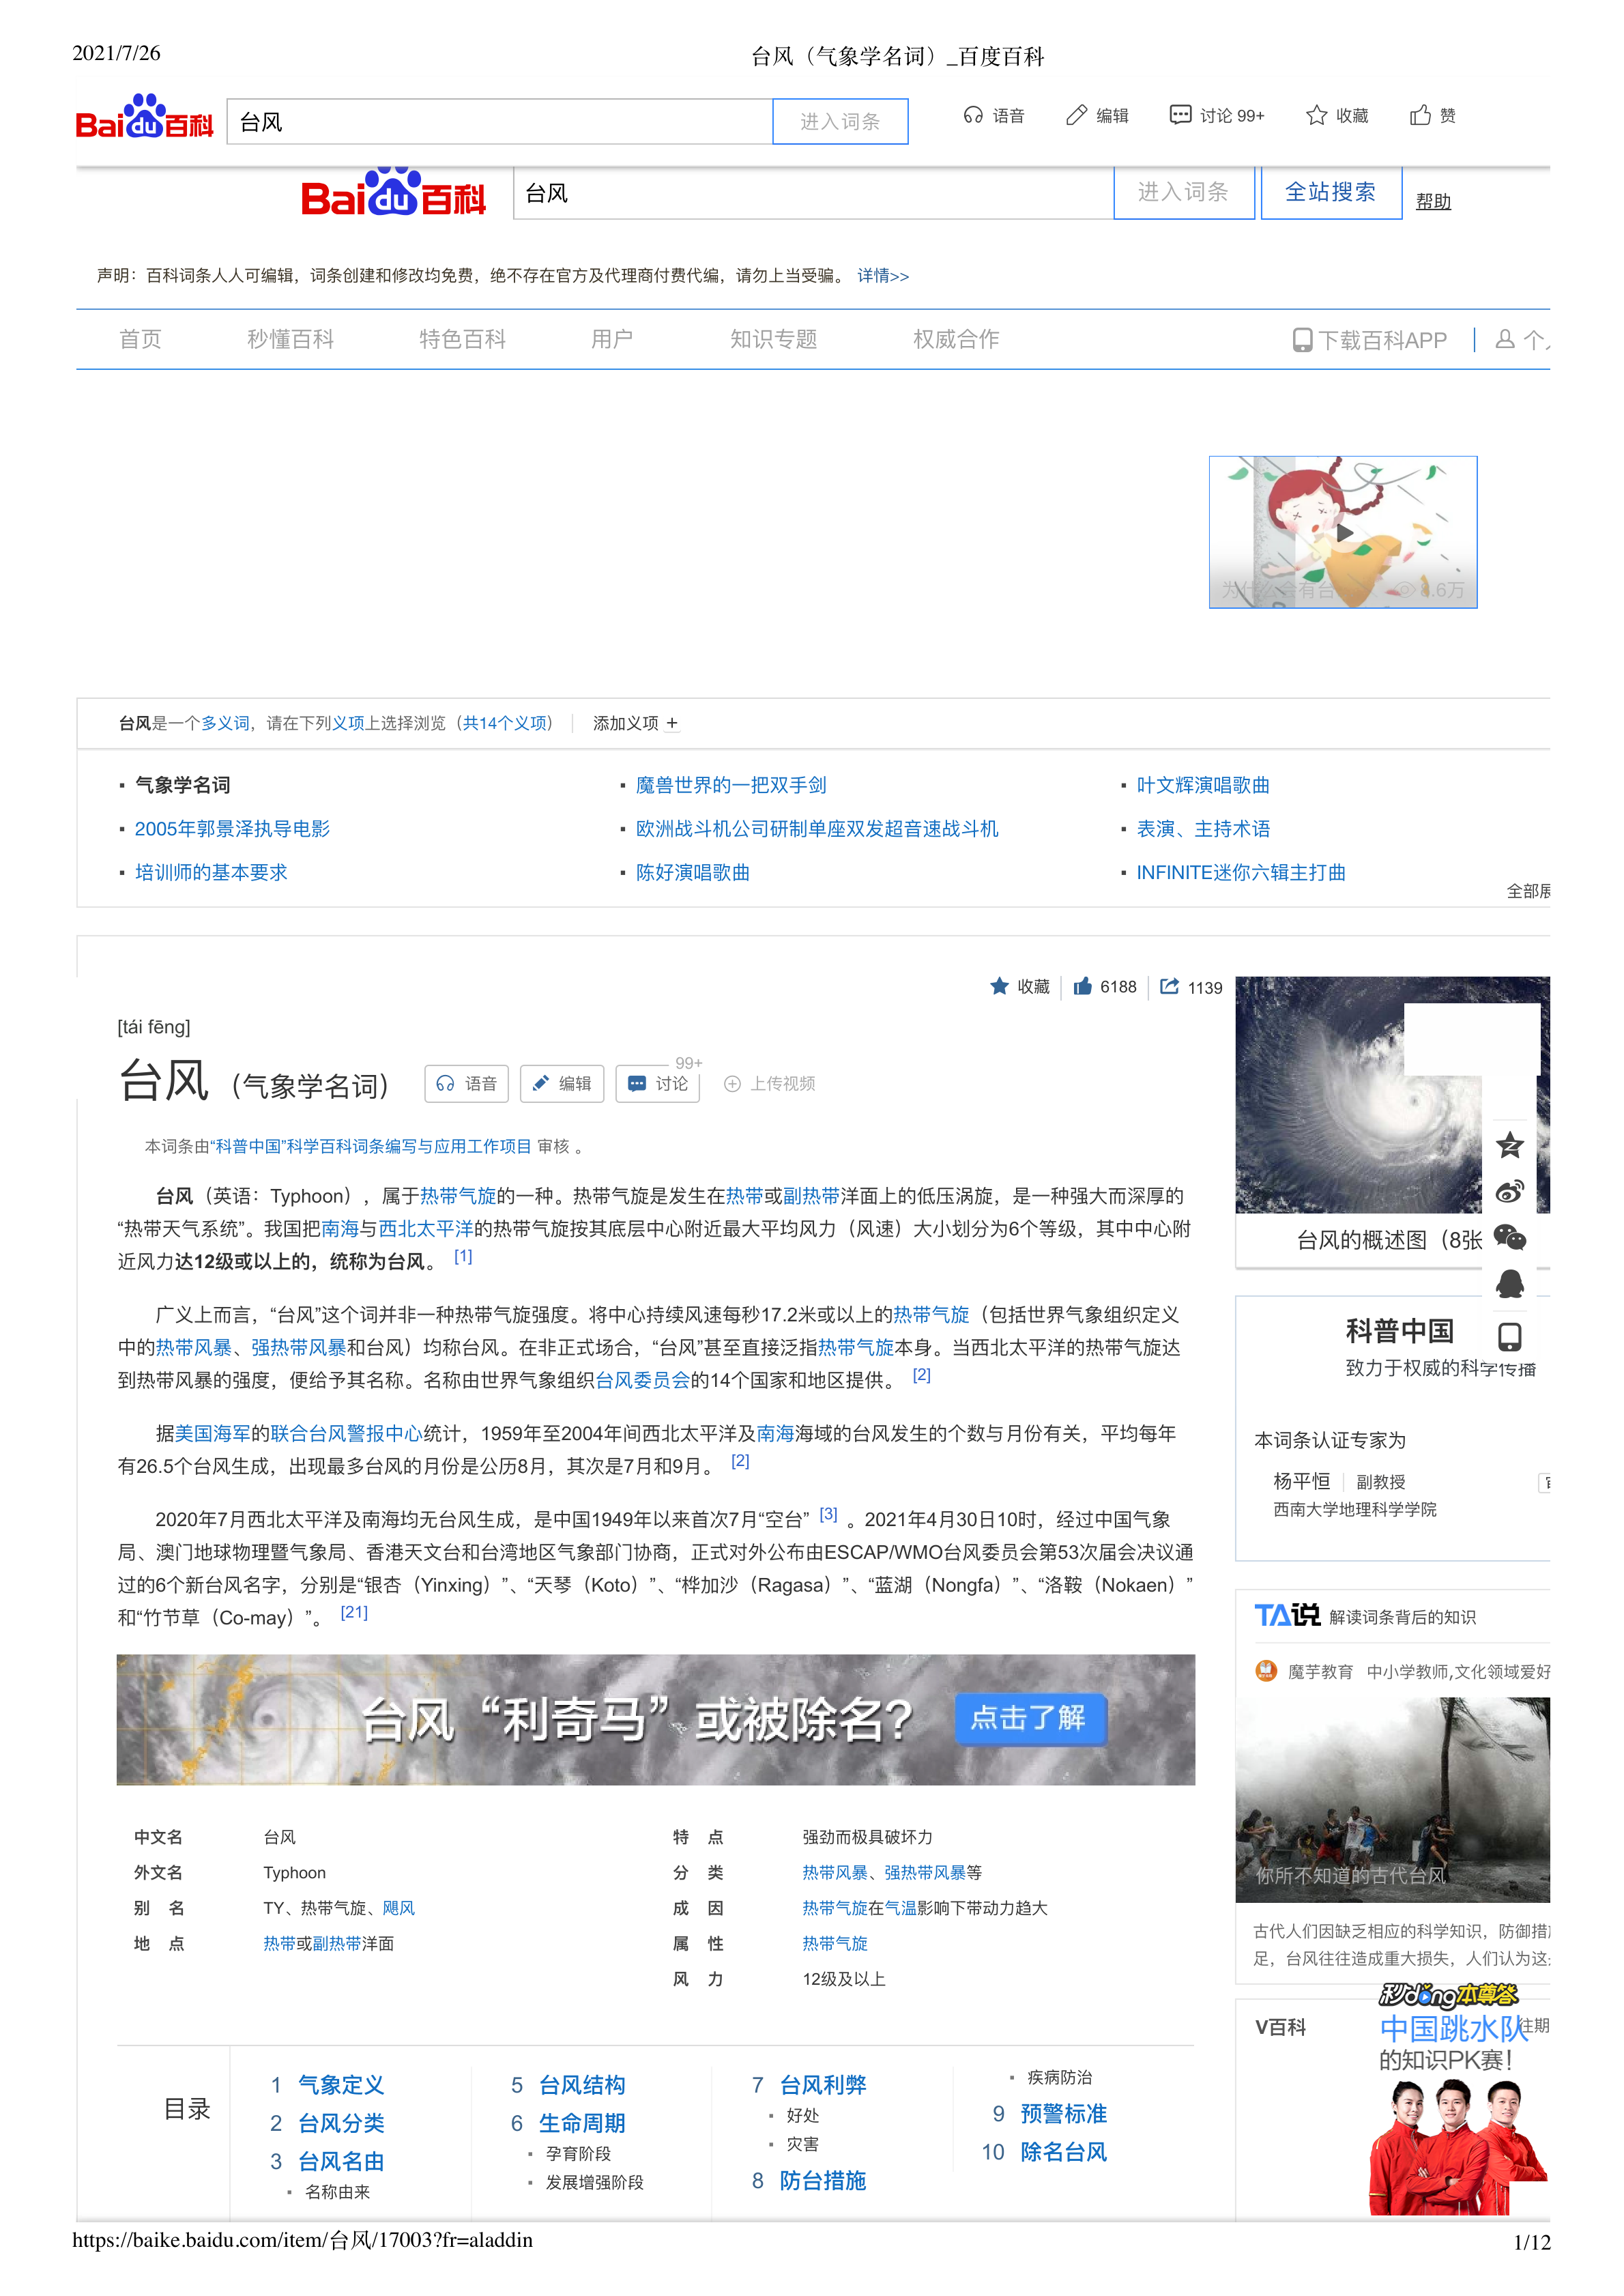 2021/7/26
台风（气象学名词）_百度百科
Bai du 百科
台风
进入词条
语音
编辑
讨论 99+
收藏
赞
Bai du 百科
台风
进入词条
全站搜索
帮助
声明：百科词条人人可编辑，词条创建和修改均免费，绝不存在官方及代理商付费代编，请勿上当受骗。 详情>>
首页
秒懂百科
特色百科
用户
知识专题
权威合作
下载百科APP
个
台风是一个多义词，请在下列义项上选择浏览（共14个义项） 添加义项 +
▪ 气象学名词
▪ 魔兽世界的一把双手剑
▪ 叶文辉演唱歌曲
▪ 2005年郭景泽执导电影
▪ 欧洲战斗机公司研制单座双发超音速战斗机
▪ 表演、主持术语
▪ 培训师的基本要求
▪ 陈好演唱歌曲
▪ INFINITE迷你六辑主打曲
全部展
收藏
6188
1139
[tái fēng]
台风（气象学名词）
语音
编辑
讨论
99+
上传视频
本词条由“科普中国”科学百科词条编写与应用工作项目 审核 。
台风（英语：Typhoon），属于热带气旋的一种。热带气旋是发生在热带或副热带洋面上的低压涡旋，是一种强大而深厚的
“热带天气系统”。我国把南海与西北太平洋的热带气旋按其底层中心附近最大平均风力（风速）大小划分为6个等级，其中中心附
近风力达12级或以上的，统称为台风。 [1]
广义上而言，“台风”这个词并非一种热带气旋强度。将中心持续风速每秒17.2米或以上的热带气旋（包括世界气象组织定义
中的热带风暴、强热带风暴和台风）均称台风。在非正式场合，“台风”甚至直接泛指热带气旋本身。当西北太平洋的热带气旋达
到热带风暴的强度，便给予其名称。名称由世界气象组织台风委员会的14个国家和地区提供。 [2]
据美国海军的联合台风警报中心统计，1959年至2004年间西北太平洋及南海海域的台风发生的个数与月份有关，平均每年
有26.5个台风生成，出现最多台风的月份是公历8月，其次是7月和9月。 [2]
2020年7月西北太平洋及南海均无台风生成，是中国1949年以来首次7月“空台” [3] 。2021年4月30日10时，经过中国气象
局、澳门地球物理暨气象局、香港天文台和台湾地区气象部门协商，正式对外公布由ESCAP/WMO台风委员会第53次届会决议通
过的6个新台风名字，分别是“银杏（Yinxing）”、“天琴（Koto）”、“桦加沙（Ragasa）”、“蓝湖（Nongfa）”、“洛鞍（Nokaen）”
和“竹节草（Co-may）”。 [21]
台风“利奇马”或被除名？ 点击了解
中文名 台风
外文名 Typhoon
别 名 TY、热带气旋、飓风
地 点 热带或副热带洋面
特 点 强劲而极具破坏力
分 类 热带风暴、强热带风暴等
成 因 热带气旋在气温影响下带动力趋大
属 性 热带气旋
风 力 12级及以上
目录
1 气象定义
2 台风分类
3 台风名由
▪ 名称由来
5 台风结构
6 生命周期
▪ 孕育阶段
▪ 发展增强阶段
7 台风利弊
▪ 好处
▪ 灾害
8 防台措施
▪ 疾病防治
9 预警标准
10 除名台风
台风的概述图（8张
科普中国
致力于权威的科学传播
本词条认证专家为
杨平恒 副教授
西南大学地理科学学院
TA说 解读词条背后的知识
魔芋教育 中小学教师,文化领域爱好
你所不知道的古代台风
古代人们因缺乏相应的科学知识，防御措
足，台风往往造成重大损失，人们认为这
V百科
往期
秒dong本尊答
中国跳水队
的知识PK赛！
https://baike.baidu.com/item/台风/17003?fr=aladdin
1/12